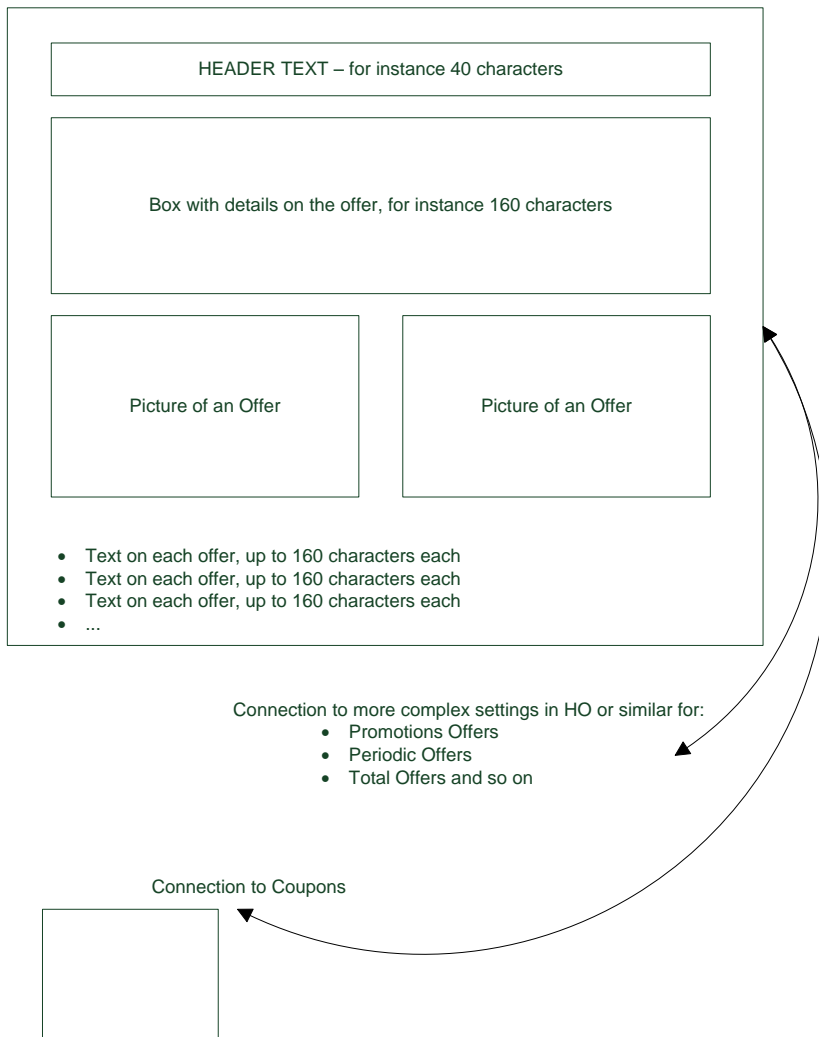 HEADER TEXT – for instance 40 characters
Box with details on the offer, for instance 160 characters
Picture of an Offer
Picture of an Offer
• Text on each offer, up to 160 characters each
• Text on each offer, up to 160 characters each
• Text on each offer, up to 160 characters each
• ...
Connection to more complex settings in HO or similar for:
• Promotions Offers
• Periodic Offers
• Total Offers and so on
Connection to Coupons